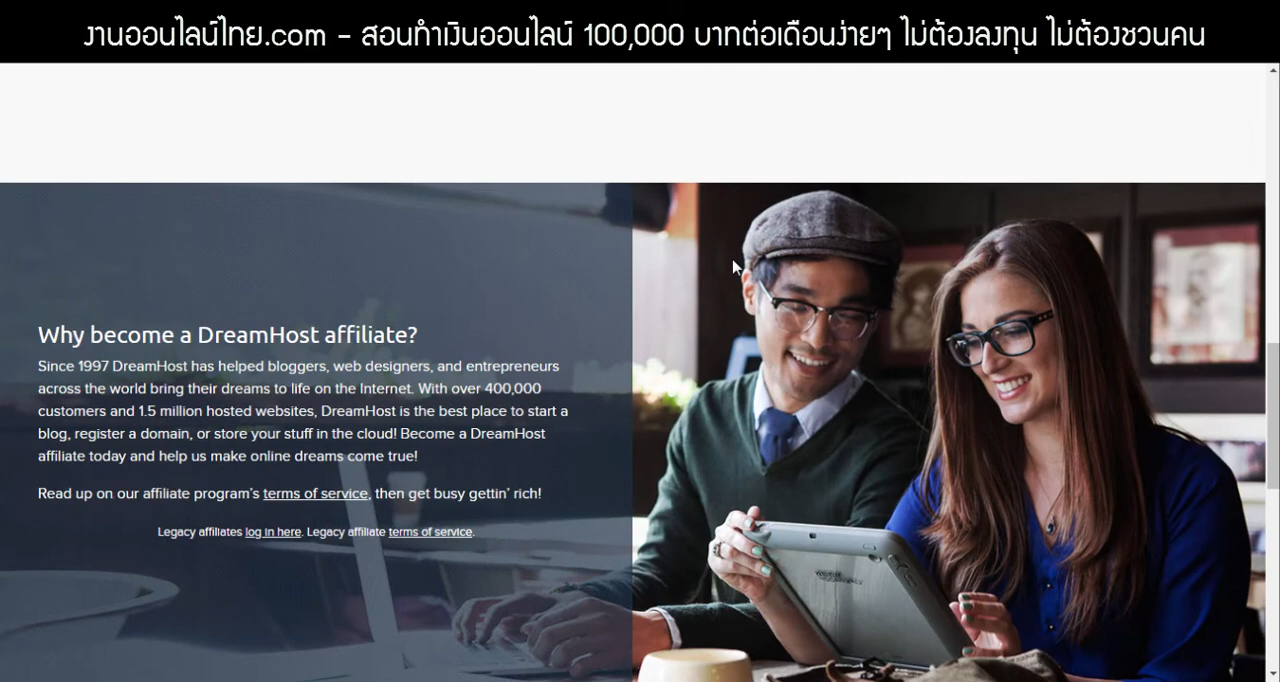 งานออนไลน์ไทย.com - สอนทำเงินออนไลน์ 100,000 บาทต่อเดือนง่ายๆ ไม่ต้องลงทุน ไม่ต้องชวนคน
Why become a DreamHost affiliate?
Since 1997 DreamHost has helped bloggers, web designers, and entrepreneurs
across the world bring their dreams to life on the Internet. With over 400,000
customers and 1.5 million hosted websites, DreamHost is the best place to start a
blog, register a domain, or store your stuff in the cloud! Become a DreamHost
affiliate today and help us make online dreams come true!
Read up on our affiliate program's terms of service, then get busy gettin' rich!
Legacy affiliates log in here. Legacy affiliate terms of service.